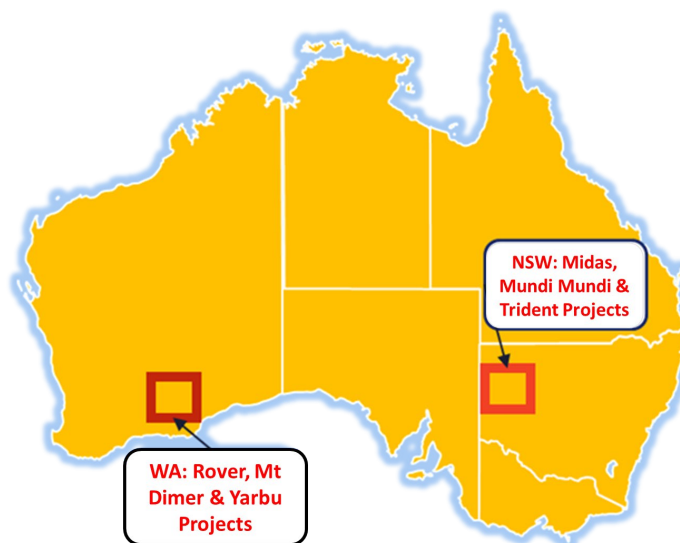 NSW: Midas,
Mundi Mundi &
Trident Projects
WA: Rover, Mt
Dimer & Yarbu
Projects